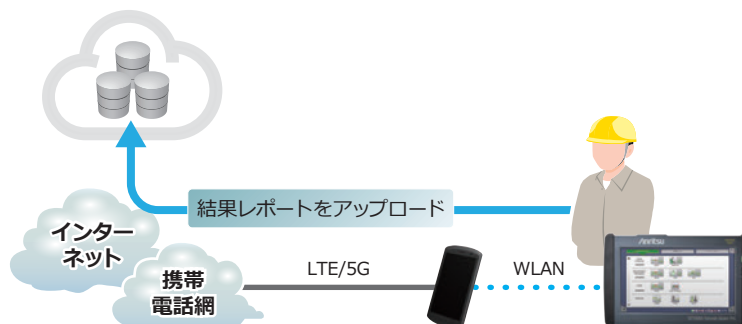 結果レポートをアップロード
インター
ネット
携帯
電話網
LTE/5G
WLAN
Anritsu